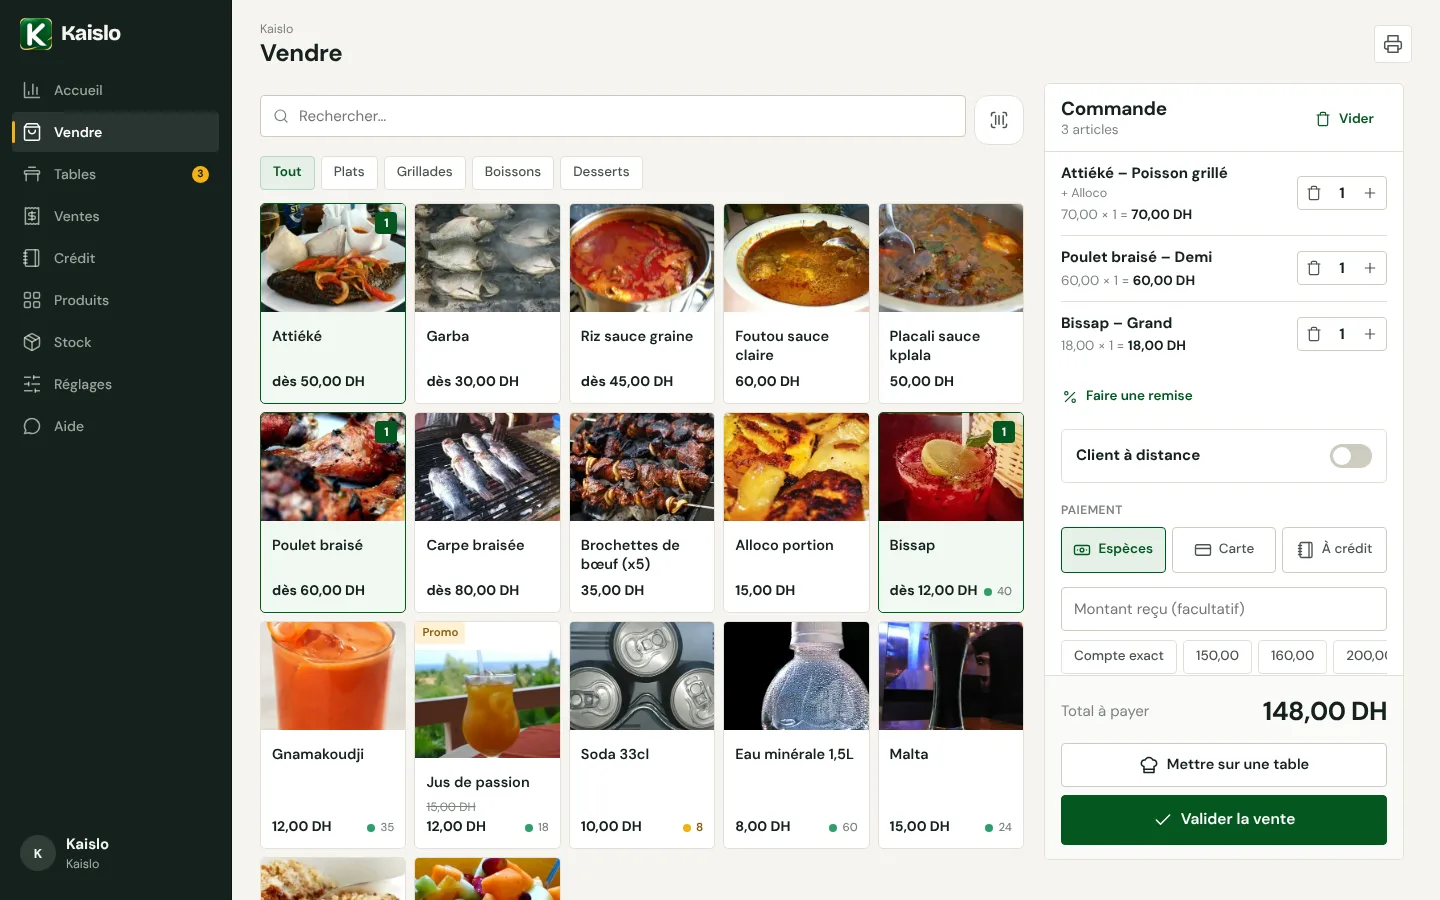 Kaislo
Accueil
Vendre
Tables
3
Ventes
Crédit
Produits
Stock
Réglages
Aide
K
Kaislo
Kaislo
Kaislo
Vendre
Rechercher...
Tout
Plats
Grillades
Boissons
Desserts
1
Attiéké
dès 50,00 DH
Garba
dès 30,00 DH
Riz sauce graine
dès 45,00 DH
Foutou sauce
claire
60,00 DH
Placali sauce
kplala
50,00 DH
1
Poulet braisé
dès 60,00 DH
Carpe braisée
dès 80,00 DH
Brochettes de
bœuf (x5)
35,00 DH
Alloco portion
15,00 DH
1
Bissap
dès 12,00 DH
40
Gnamakoudji
12,00 DH
35
Promo
Jus de passion
15,00 DH
12,00 DH
18
Soda 33cl
10,00 DH
8
Eau minérale 1,5L
8,00 DH
60
Malta
15,00 DH
24
Commande
3 articles
Vider
Attiéké – Poisson grillé
+ Alloco
70,00 × 1 = 70,00 DH
1
Poulet braisé – Demi
60,00 × 1 = 60,00 DH
1
Bissap – Grand
18,00 × 1 = 18,00 DH
1
Faire une remise
Client à distance
PAIEMENT
Espèces
Carte
À crédit
Montant reçu (facultatif)
Compte exact
150,00
160,00
200,00
Total à payer
148,00 DH
Mettre sur une table
Valider la vente